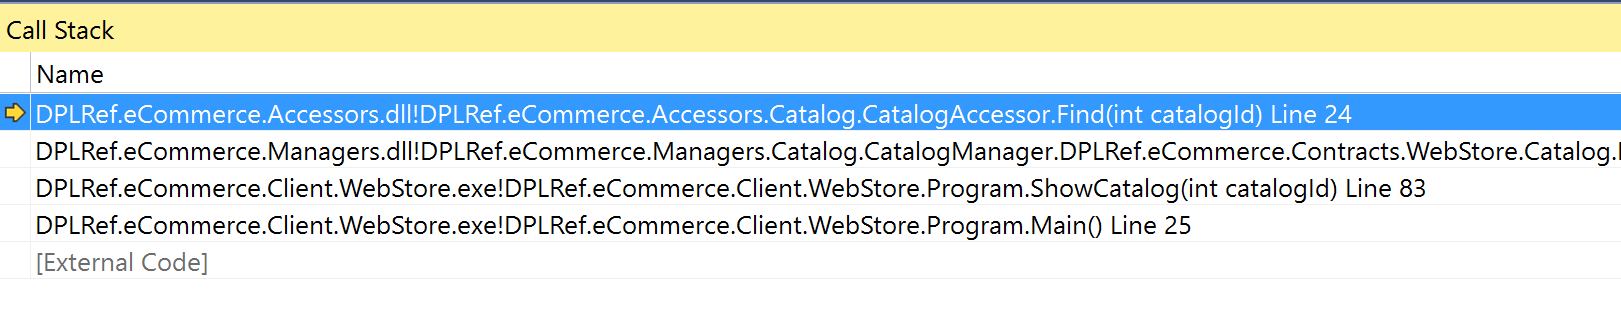 Call Stack
Name
DPLRef.eCommerce.Accessors.dll!DPLRef.eCommerce.Accessors.Catalog.CatalogAccessor.Find(int catalogId) Line 24
DPLRef.eCommerce.Managers.dll!DPLRef.eCommerce.Managers.Catalog.CatalogManager.DPLRef.eCommerce.Contracts.WebStore.Catalog.
DPLRef.eCommerce.Client.WebStore.exe!DPLRef.eCommerce.Client.WebStore.Program.ShowCatalog(int catalogId) Line 83
DPLRef.eCommerce.Client.WebStore.exe!DPLRef.eCommerce.Client.WebStore.Program.Main() Line 25
[External Code]